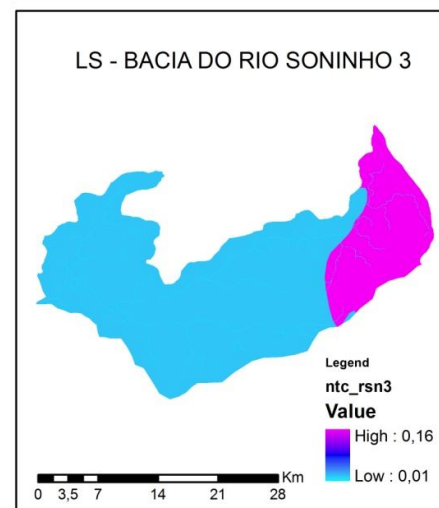 LS - BACIA DO RIO SONINHO 3
Legend
ntc_rsn3
Value
High : 0,16
Low : 0,01
Km
0 3,5 7 14 21 28